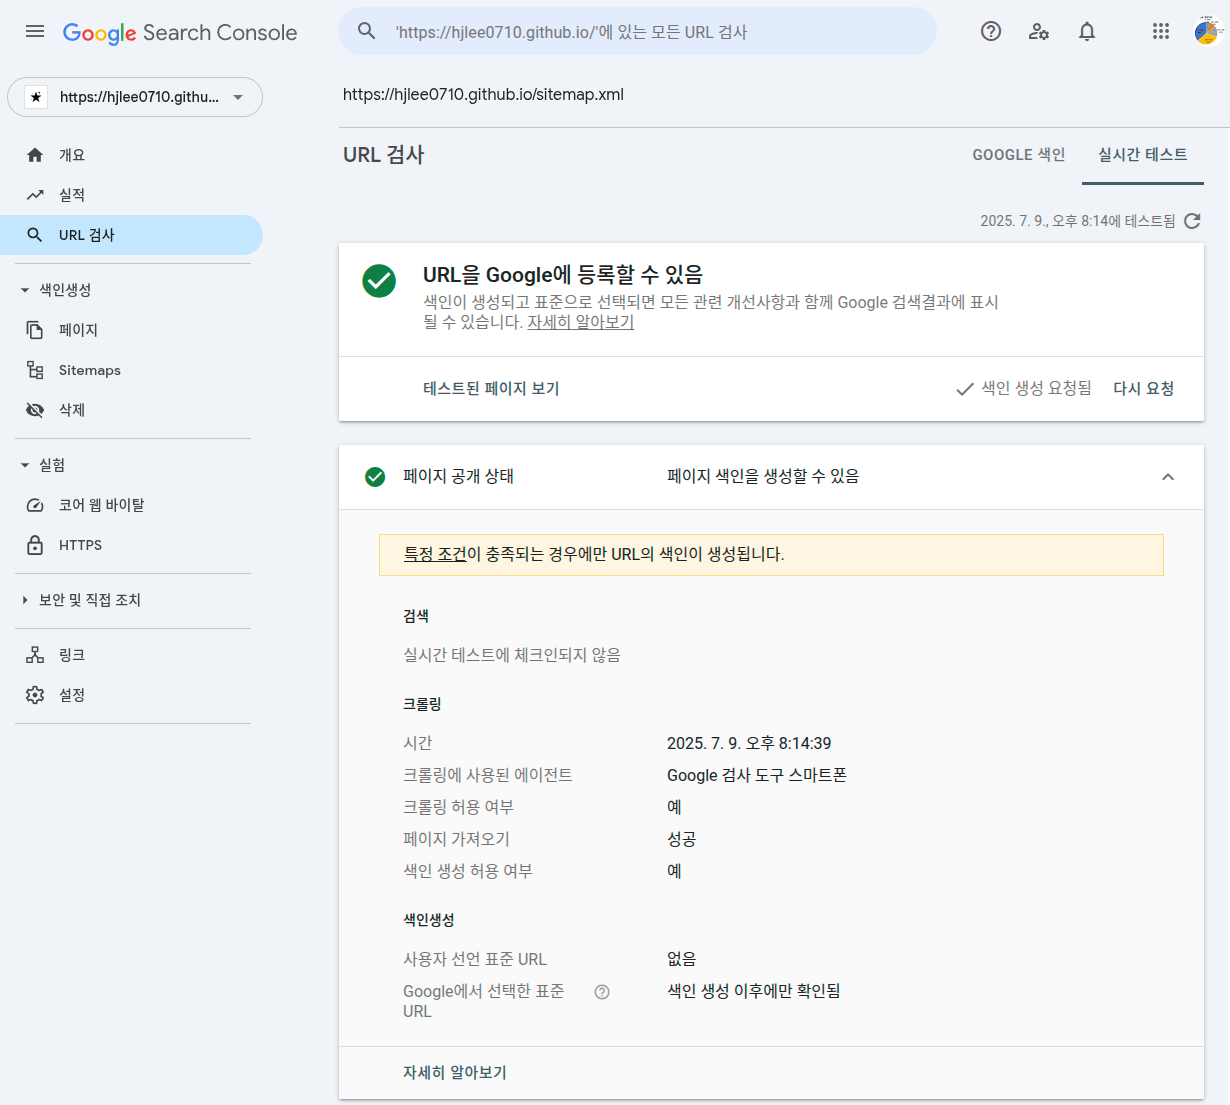 Google Search Console
'https://hjlee0710.github.io/'에 있는 모든 URL 검사
https://hjlee0710.githu...
개요
실적
URL 검사
색인생성
페이지
Sitemaps
삭제
실험
코어 웹 바이탈
HTTPS
보안 및 직접 조치
링크
설정
https://hjlee0710.github.io/sitemap.xml
URL 검사
GOOGLE 색인
실시간 테스트
2025. 7. 9., 오후 8:14에 테스트됨
URL을 Google에 등록할 수 있음
색인이 생성되고 표준으로 선택되면 모든 관련 개선사항과 함께 Google 검색결과에 표시
될 수 있습니다. 자세히 알아보기
테스트된 페이지 보기
색인 생성 요청됨
다시 요청
페이지 공개 상태
페이지 색인을 생성할 수 있음
특정 조건이 충족되는 경우에만 URL의 색인이 생성됩니다.
검색
실시간 테스트에 체크인되지 않음
크롤링
시간
2025. 7. 9. 오후 8:14:39
크롤링에 사용된 에이전트
Google 검사 도구 스마트폰
크롤링 허용 여부
예
페이지 가져오기
성공
색인 생성 허용 여부
예
색인생성
사용자 선언 표준 URL
없음
Google에서 선택한 표준
URL
색인 생성 이후에만 확인됨
자세히 알아보기